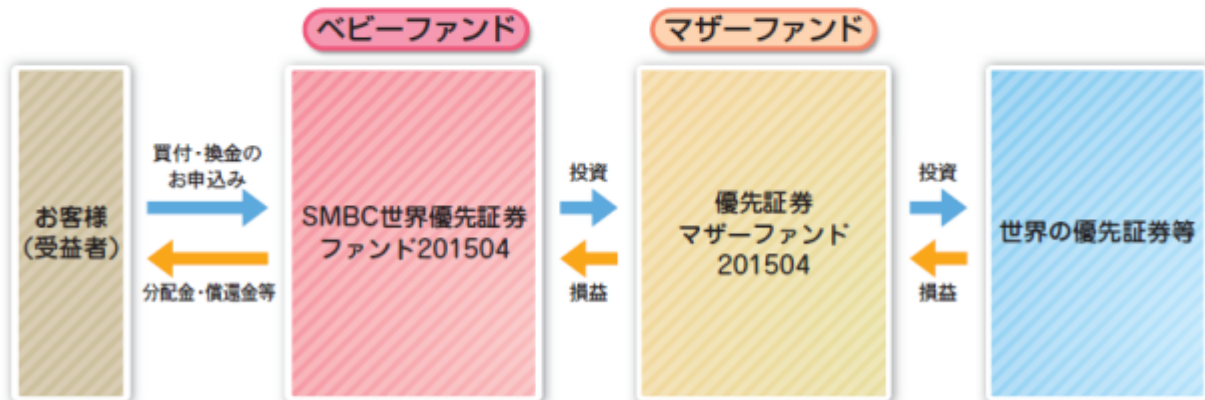 ベビーファンド
マザーファンド
お客様
(受益者)
買付・換金の
お申込み
分配金・償還金等
SMBC世界優先証券
ファンド201504
投資
損益
優先証券
マザーファンド
201504
投資
損益
世界の優先証券等